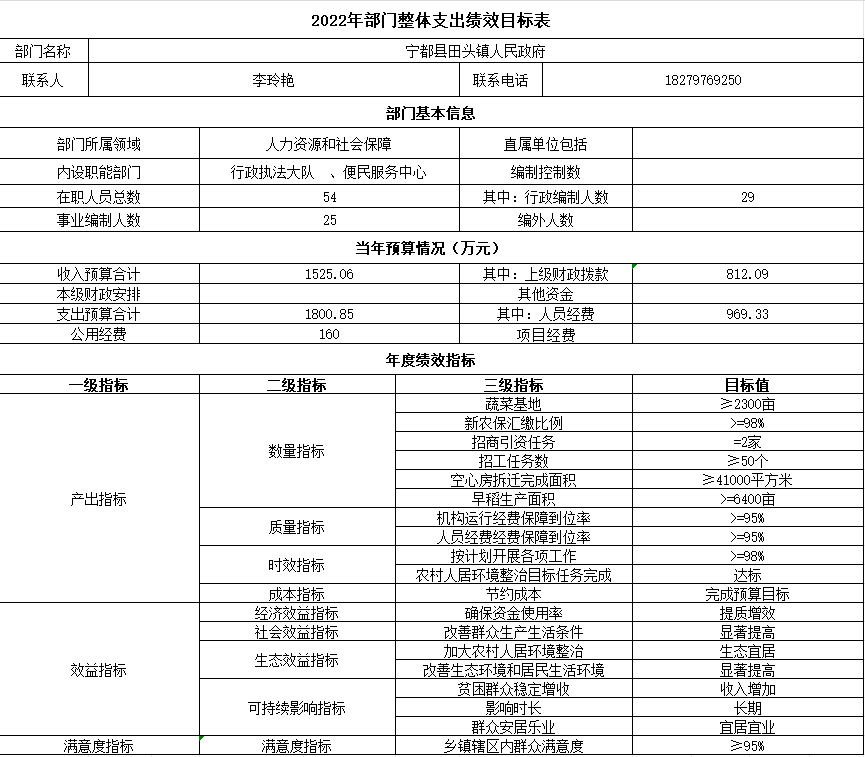 2022年部门整体支出绩效目标表
部门名称 宁都县田头镇人民政府
联系人 李玲艳 联系电话 18279769250
部门基本信息
部门所属领域 人力资源和社会保障 直属单位包括
内设职能部门 行政执法大队 、便民服务中心 编制控制数
在职人员总数 54 其中：行政编制人数 29
事业编制人数 25 编外人数
当年预算情况（万元）
收入预算合计 1525.06 其中：上级财政拨款 812.09
本级财政安排 其他资金
支出预算合计 1800.85 其中：人员经费 969.33
公用经费 160 项目经费
年度绩效指标
一级指标 二级指标 三级指标 目标值
产出指标 数量指标 蔬菜基地 ≥2300亩
新农保汇缴比例 >=98%
招商引资任务 =2家
招工任务数 ≥50个
空心房拆迁完成面积 ≥41000平方米
早稻生产面积 >=6400亩
质量指标 机构运行经费保障到位率 >=95%
人员经费经费保障到位率 >=95%
时效指标 按计划开展各项工作 >=98%
农村人居环境整治目标任务完成 达标
成本指标 节约成本 完成预算目标
效益指标 经济效益指标 确保资金使用率 提质增效
社会效益指标 改善群众生产生活条件 显著提高
生态效益指标 加大农村人居环境整治 生态宜居
改善生态环境和居民生活环境 显著提高
可持续影响指标 贫困群众稳定增收 收入增加
影响时长 长期
群众安居乐业 宜居宜业
满意度指标 满意度指标 乡镇辖区内群众满意度 ≥95%